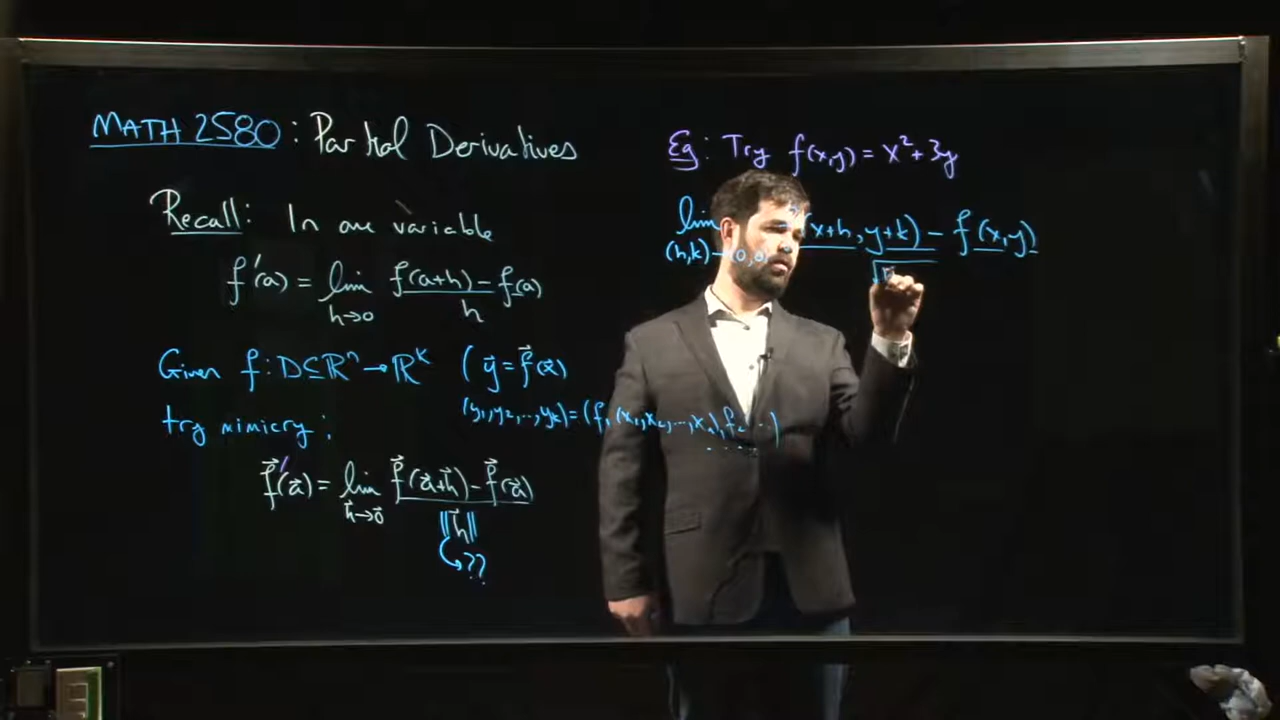 MATH 2580 : Partial Derivatives
Recall: In one variable
f'(a) = lim h→0 f(a+h) - f(a) / h
Given f: D⊆ℝⁿ → ℝᵏ ( y⃗ = f⃗(x⃗)
(y₁, y₂, ..., yₖ) = (f₁(x₁, x₂, ..., xₙ), f₂(...)
....
try mimicry:
f⃗'(a⃗) = lim h⃗→0⃗ f⃗(a⃗+h⃗) - f⃗(a⃗) / ||h⃗||
??
Eg: Try f(x,y) = x² + 3y
lim (h,k)→(0,0) (x+h, y+k) - f(x,y)
√